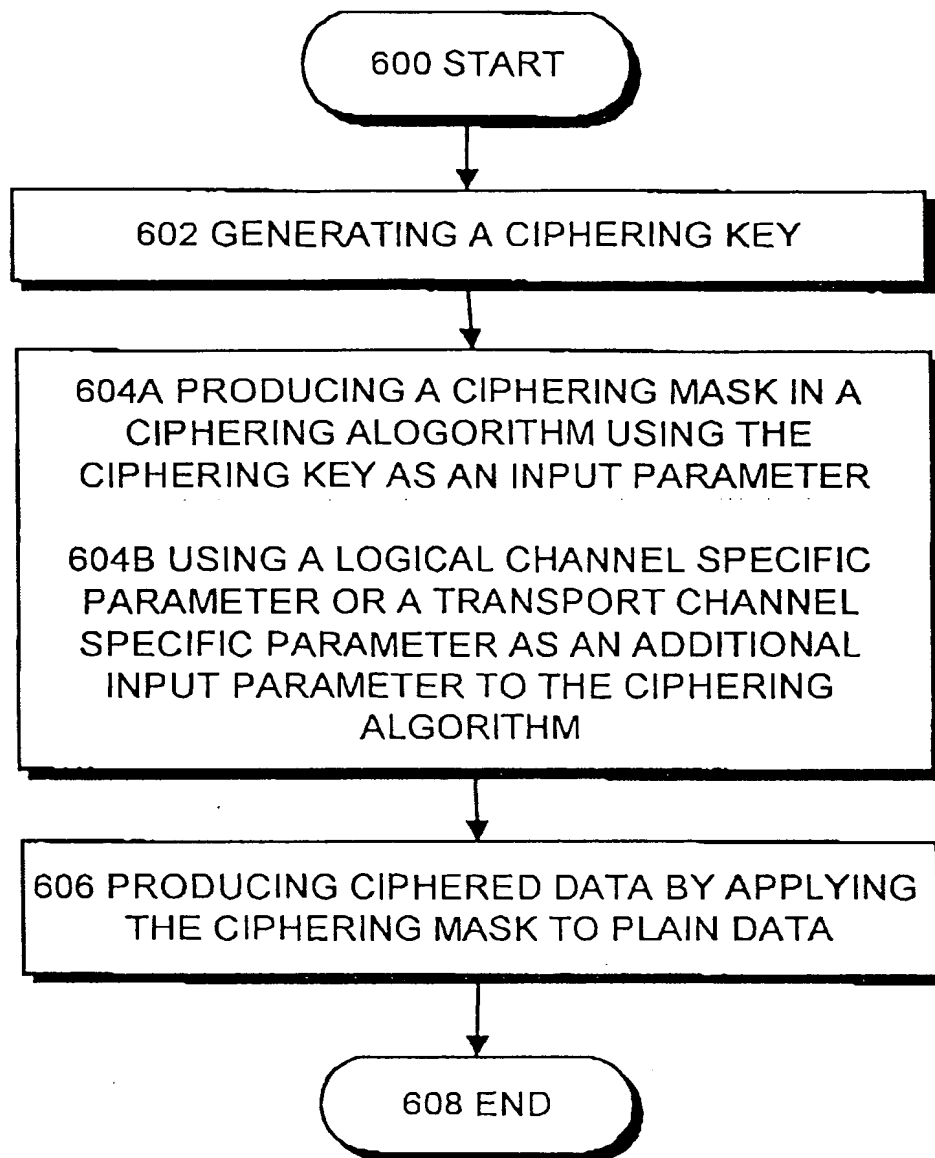 600 START
602 GENERATING A CIPHERING KEY
604A PRODUCING A CIPHERING MASK IN A
CIPHERING ALOGORITHM USING THE
CIPHERING KEY AS AN INPUT PARAMETER
604B USING A LOGICAL CHANNEL SPECIFIC
PARAMETER OR A TRANSPORT CHANNEL
SPECIFIC PARAMETER AS AN ADDITIONAL
INPUT PARAMETER TO THE CIPHERING
ALGORITHM
606 PRODUCING CIPHERED DATA BY APPLYING
THE CIPHERING MASK TO PLAIN DATA
608 END